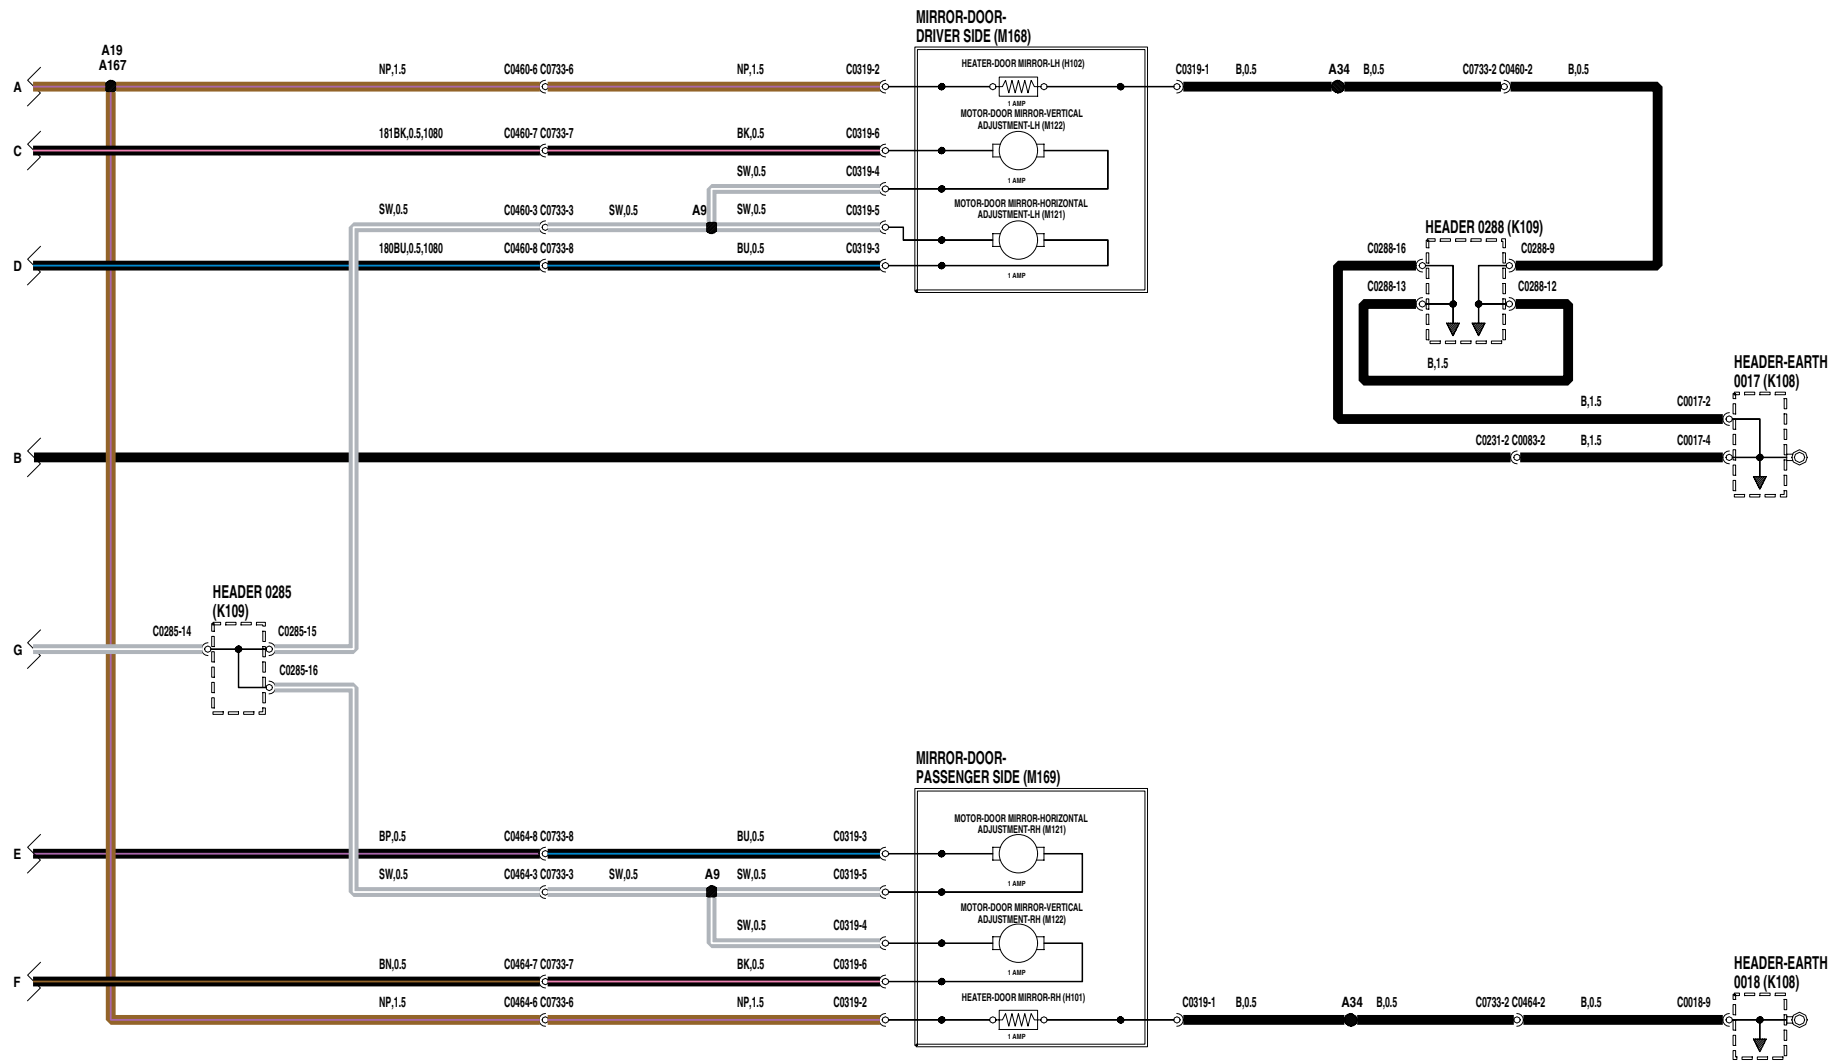 MIRROR-DOOR-
DRIVER SIDE (M168)
A19
A167
A
NP,1.5
C0460-6 C0733-6
NP,1.5
C0319-2
HEATER-DOOR MIRROR-LH (H102)
1 AMP
C0319-1
B,0.5
A34
B,0.5
C0733-2 C0460-2
B,0.5
MOTOR-DOOR MIRROR-VERTICAL
ADJUSTMENT-LH (M122)
C
181BK,0.5,1080
C0460-7 C0733-7
BK,0.5
C0319-6
SW,0.5
C0319-4
1 AMP
SW,0.5
C0460-3 C0733-3
SW,0.5
A9
SW,0.5
C0319-5
MOTOR-DOOR MIRROR-HORIZONTAL
ADJUSTMENT-LH (M121)
D
180BU,0.5,1080
C0460-8 C0733-8
BU,0.5
C0319-3
1 AMP
HEADER 0288 (K109)
C0288-16
C0288-9
C0288-13
C0288-12
B,1.5
HEADER-EARTH
0017 (K108)
B,1.5
C0017-2
B
C0231-2 C0083-2
B,1.5
C0017-4
HEADER 0285
(K109)
G
C0285-14
C0285-15
C0285-16
MIRROR-DOOR-
PASSENGER SIDE (M169)
MOTOR-DOOR MIRROR-HORIZONTAL
ADJUSTMENT-RH (M121)
E
BP,0.5
C0464-8 C0733-8
BU,0.5
C0319-3
SW,0.5
C0464-3 C0733-3
SW,0.5
A9
SW,0.5
C0319-5
1 AMP
MOTOR-DOOR MIRROR-VERTICAL
ADJUSTMENT-RH (M122)
SW,0.5
C0319-4
F
BN,0.5
C0464-7 C0733-7
BK,0.5
C0319-6
1 AMP
HEADER-EARTH
0018 (K108)
NP,1.5
C0464-6 C0733-6
NP,1.5
C0319-2
HEATER-DOOR MIRROR-RH (H101)
1 AMP
C0319-1
B,0.5
A34
B,0.5
C0733-2 C0464-2
B,0.5
C0018-9